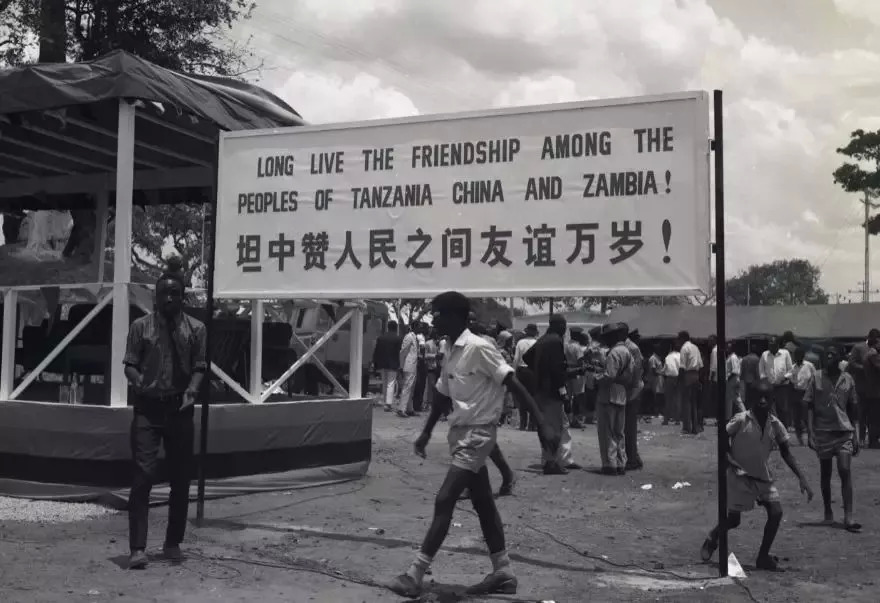 LONG LIVE THE FRIENDSHIP AMONG THE
PEOPLES OF TANZANIA CHINA AND ZAMBIA!
坦中赞人民之间友谊万岁！